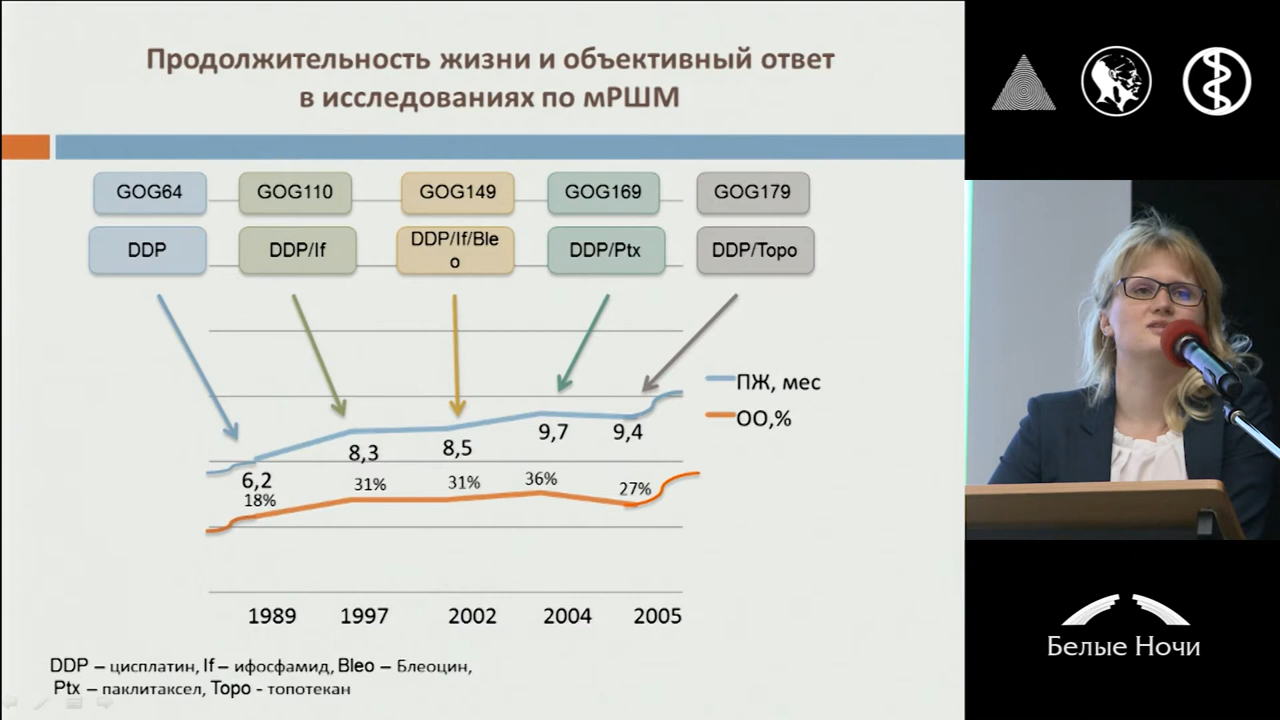 Продолжительность жизни и объективный ответ
в исследованиях по мРШМ
GOG64
GOG110
GOG149
GOG169
GOG179
DDP
DDP/If
DDP/If/Ble
o
DDP/Ptx
DDP/Topo
ПЖ, мес
ОО,%
6,2
8,3
8,5
9,7
9,4
18%
31%
31%
36%
27%
1989
1997
2002
2004
2005
DDP – цисплатин, If – ифосфамид, Bleo – Блеоцин,
Ptx – паклитаксел, Topo - топотекан
Белые Ночи